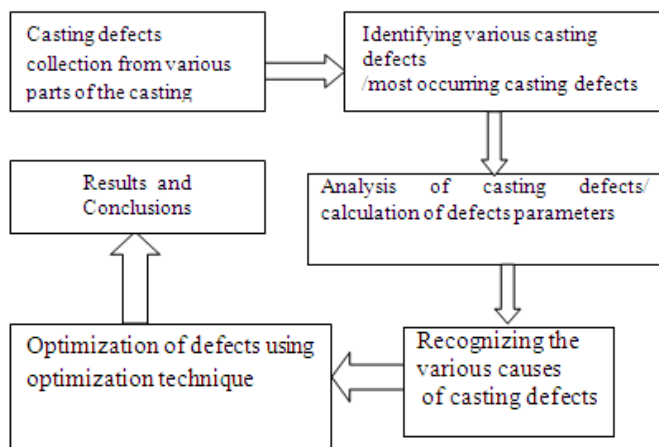 Casting defects
collection from various
parts of the casting
Identifying various casting
defects
/most occurring casting defects
Analysis of casting defects/
calculation of defects parameters
Recognizing the
various causes
of casting defects
Optimization of defects using
optimization technique
Results and
Conclusions